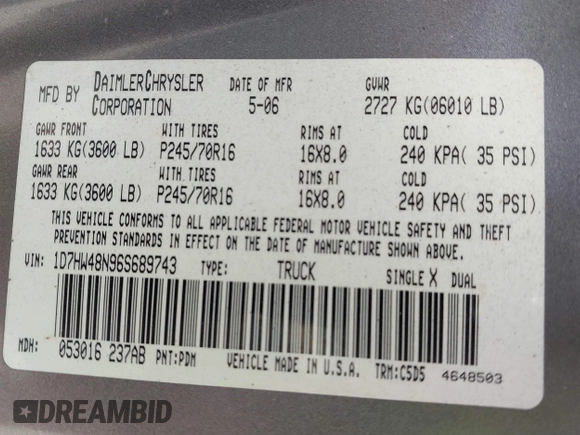 MFD BY DAIMLERCHRYSLER CORPORATION DATE OF MFR 5-06 GVWR 2727 KG(06010 LB)
GAWR FRONT WITH TIRES RIMS AT COLD
1633 KG(3600 LB) P245/70R16 16X8.0 240 KPA( 35 PSI)
GAWR REAR WITH TIRES RIMS AT COLD
1633 KG(3600 LB) P245/70R16 16X8.0 240 KPA( 35 PSI)
THIS VEHICLE CONFORMS TO ALL APPLICABLE FEDERAL MOTOR VEHICLE SAFETY AND THEFT
PREVENTION STANDARDS IN EFFECT ON THE DATE OF MANUFACTURE SHOWN ABOVE.
VIN: 1D7HW48N96S689743 TYPE: TRUCK SINGLE X DUAL
MDH: 053016 237AB PNT:PDM VEHICLE MADE IN U.S.A. TRM:C5D5 4648503
DREAMBID